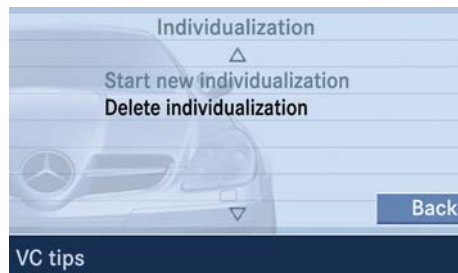 Individualization
Start new individualization
Delete individualization
Back
VC tips